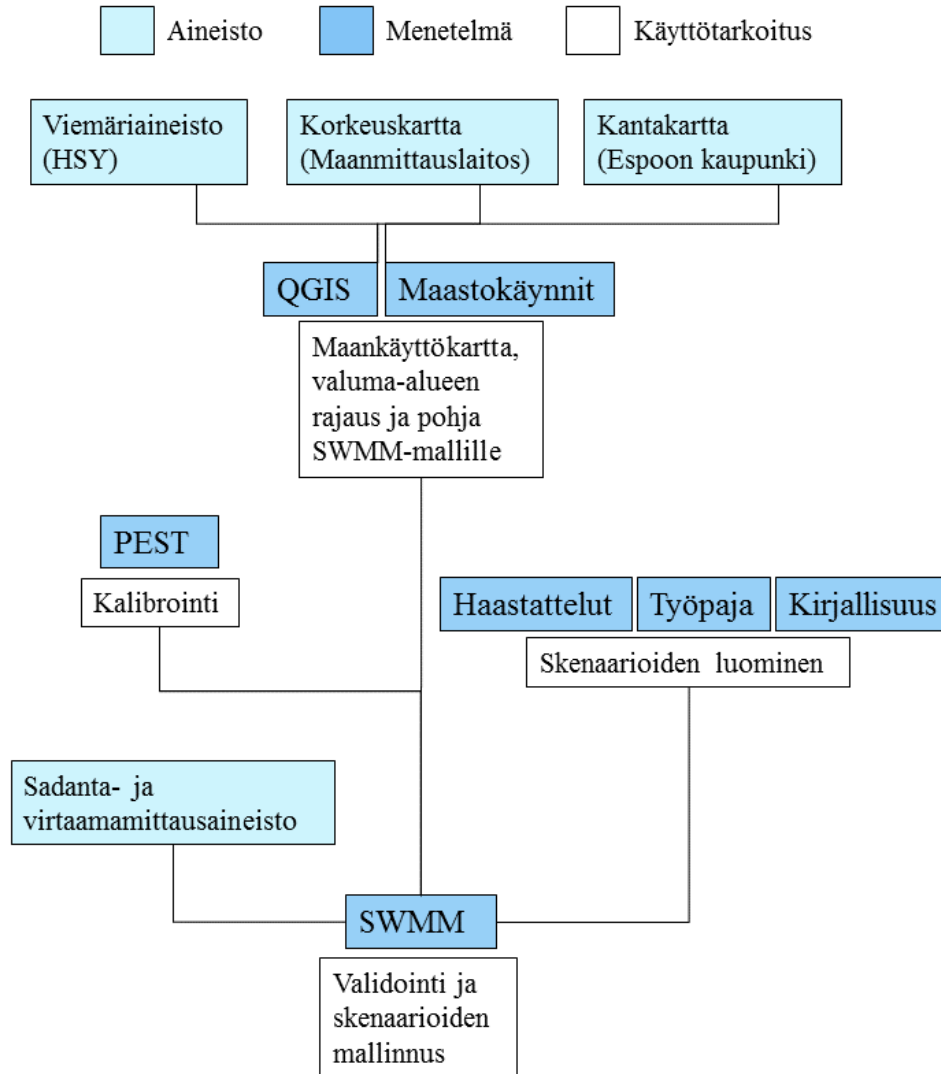 Aineisto
Menetelmä
Käyttötarkoitus
Viemäriaineisto
(HSY)
Korkeuskartta
(Maanmittauslaitos)
Kantakartta
(Espoon kaupunki)
QGIS
Maastokäynnit
Maankäyttökartta,
valuma-alueen
rajaus ja pohja
SWMM-mallille
PEST
Kalibrointi
Haastattelut
Työpaja
Kirjallisuus
Skenaarioiden luominen
Sadanta- ja
virtaamamittausaineisto
SWMM
Validointi ja
skenaarioiden
mallinnus